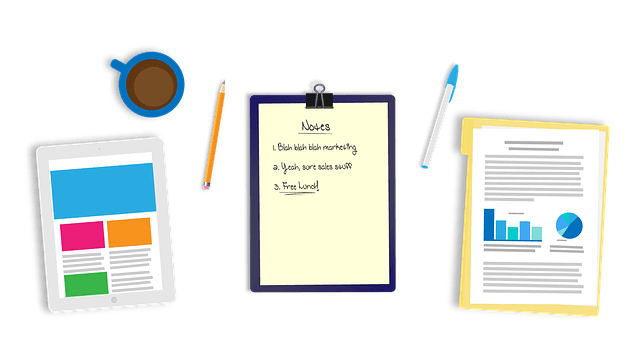 Notes
1. Blah blah blah marketing
2. Yeah, sure sales stuff
3. Free Lunch!